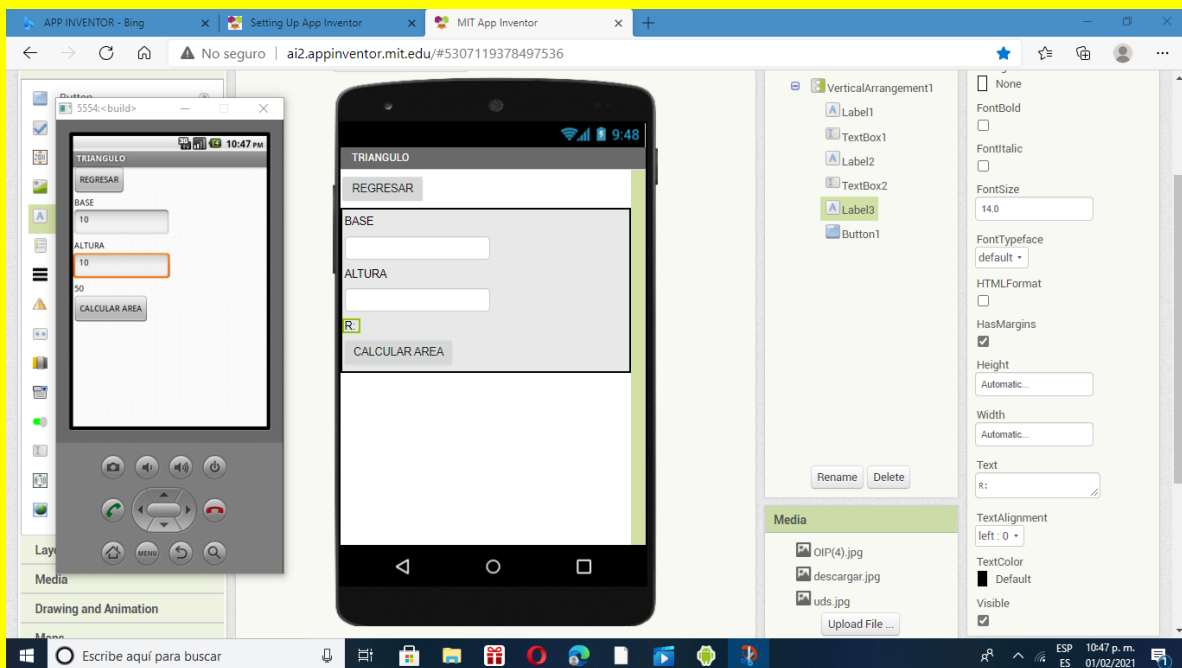 APP INVENTOR - Bing
Setting Up App Inventor
MIT App Inventor
No seguro
ai2.appinventor.mit.edu/#5307119378497536
5554:<build>
10:47 PM
TRIANGULO
REGRESAR
BASE
10
ALTURA
10
50
CALCULAR AREA
MENU
Media
Drawing and Animation
9:48
TRIANGULO
REGRESAR
BASE
ALTURA
R:
CALCULAR AREA
VerticalArrangement1
Label1
TextBox1
Label2
TextBox2
Label3
Button1
Rename
Delete
Media
OIP(4).jpg
descargar.jpg
uds.jpg
Upload File ...
None
FontBold
FontItalic
FontSize
14.0
FontTypeface
default
HTMLFormat
HasMargins
Height
Automatic...
Width
Automatic...
Text
R:
TextAlignment
left : 0
TextColor
Default
Visible
Escribe aquí para buscar
ESP
ES
10:47 p. m.
01/02/2021